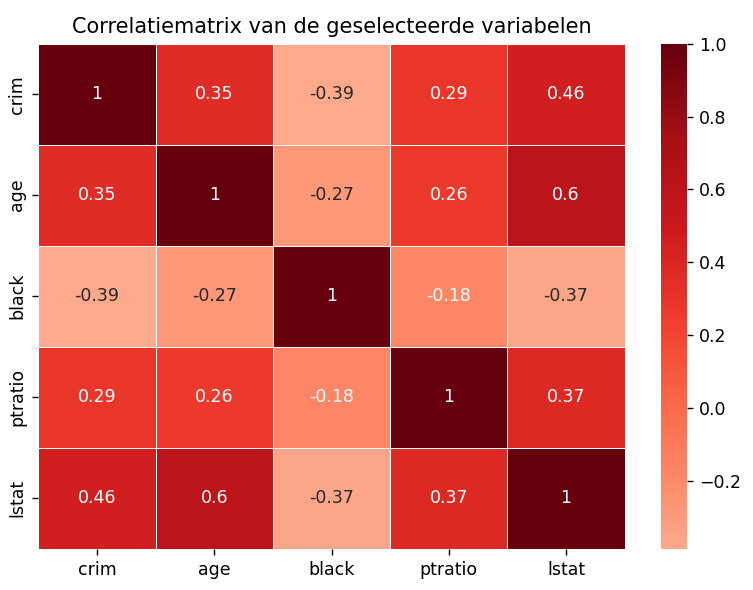 Correlatiematrix van de geselecteerde variabelen
crim 1 0.35 -0.39 0.29 0.46
age 0.35 1 -0.27 0.26 0.6
black -0.39 -0.27 1 -0.18 -0.37
ptratio 0.29 0.26 -0.18 1 0.37
lstat 0.46 0.6 -0.37 0.37 1
crim age black ptratio lstat
1.0
0.8
0.6
0.4
0.2
0.0
−0.2